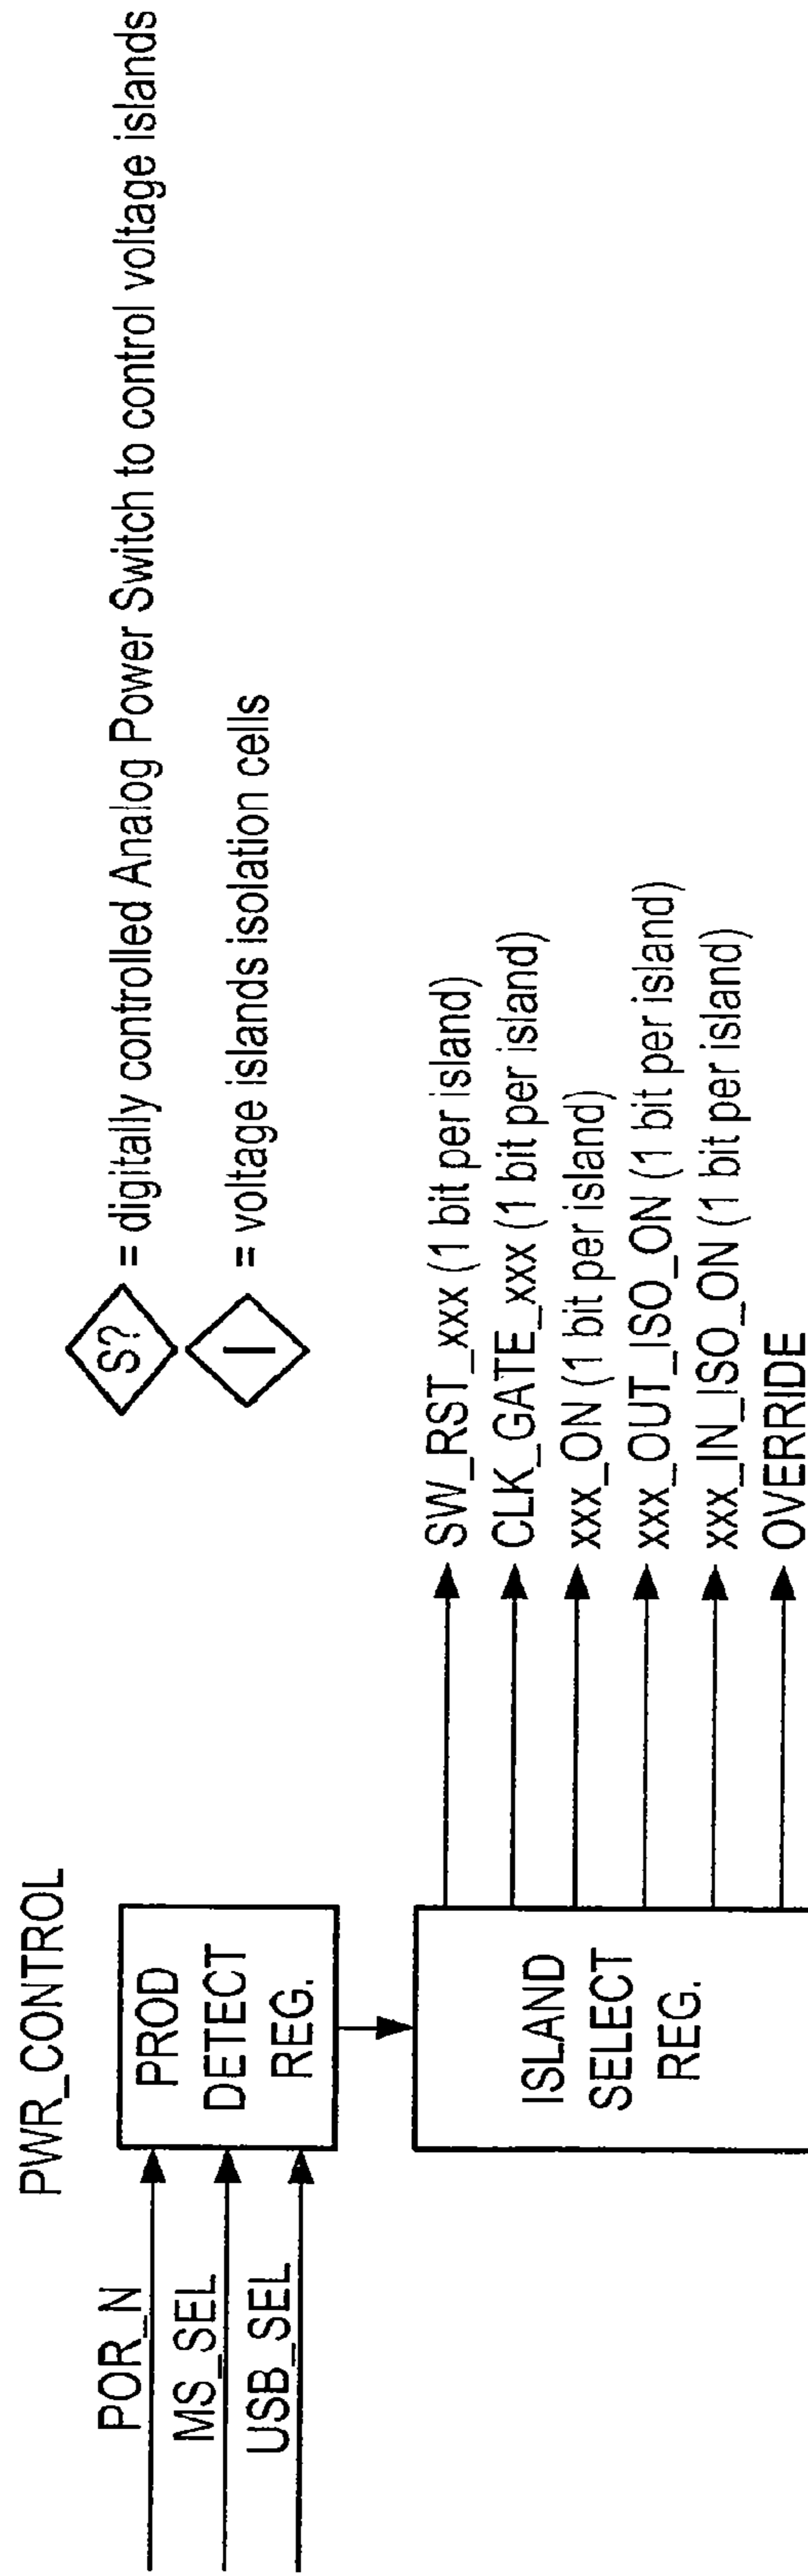 PWR_CONTROL
POR_N
MS_SEL
USB_SEL
PROD
DETECT
REG.
ISLAND
SELECT
REG.
S? = digitally controlled Analog Power Switch to control voltage islands
I = voltage islands isolation cells
SW_RST_xxx (1 bit per island)
CLK_GATE_xxx (1 bit per island)
xxx_ON (1 bit per island)
xxx_OUT_ISO_ON (1 bit per island)
xxx_IN_ISO_ON (1 bit per island)
OVERRIDE